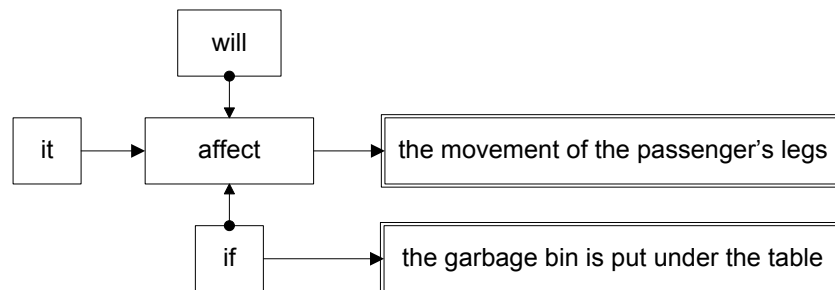 will
it
affect
the movement of the passenger’s legs
if
the garbage bin is put under the table